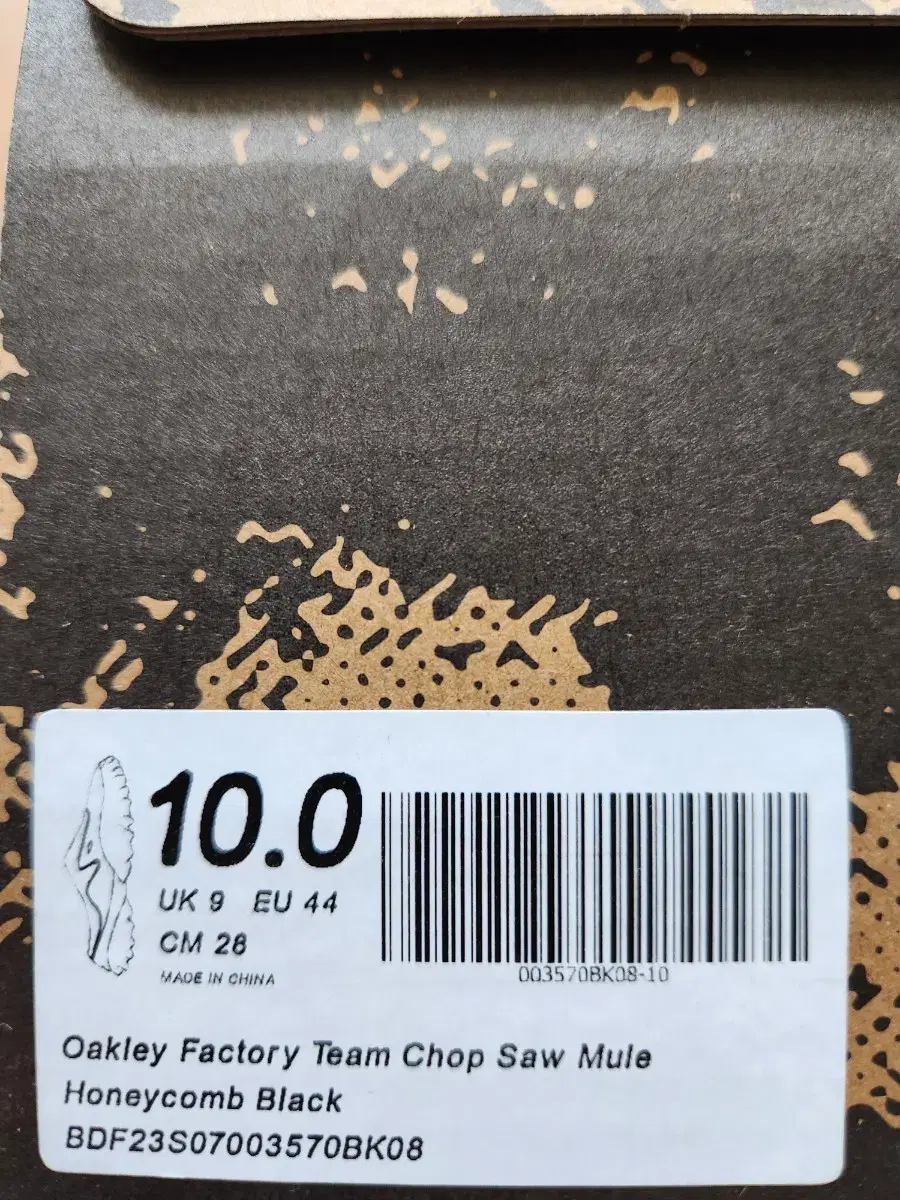 10.0
UK 9 EU 44
CM 28
MADE IN CHINA
003570BK08-10
Oakley Factory Team Chop Saw Mule
Honeycomb Black
BDF23S07003570BK08